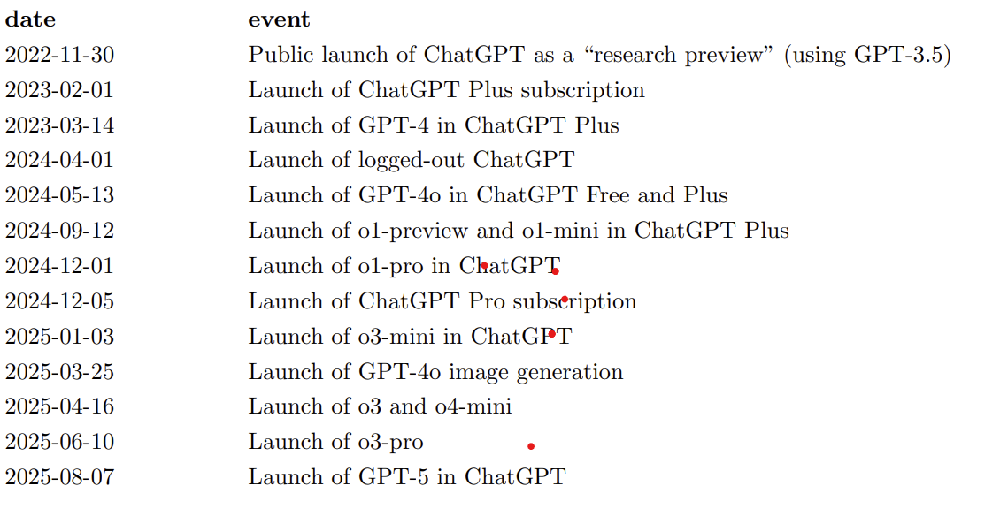 date event
2022-11-30 Public launch of ChatGPT as a “research preview” (using GPT-3.5)
2023-02-01 Launch of ChatGPT Plus subscription
2023-03-14 Launch of GPT-4 in ChatGPT Plus
2024-04-01 Launch of logged-out ChatGPT
2024-05-13 Launch of GPT-4o in ChatGPT Free and Plus
2024-09-12 Launch of o1-preview and o1-mini in ChatGPT Plus
2024-12-01 Launch of o1-pro in ChatGPT
2024-12-05 Launch of ChatGPT Pro subscription
2025-01-03 Launch of o3-mini in ChatGPT
2025-03-25 Launch of GPT-4o image generation
2025-04-16 Launch of o3 and o4-mini
2025-06-10 Launch of o3-pro
2025-08-07 Launch of GPT-5 in ChatGPT